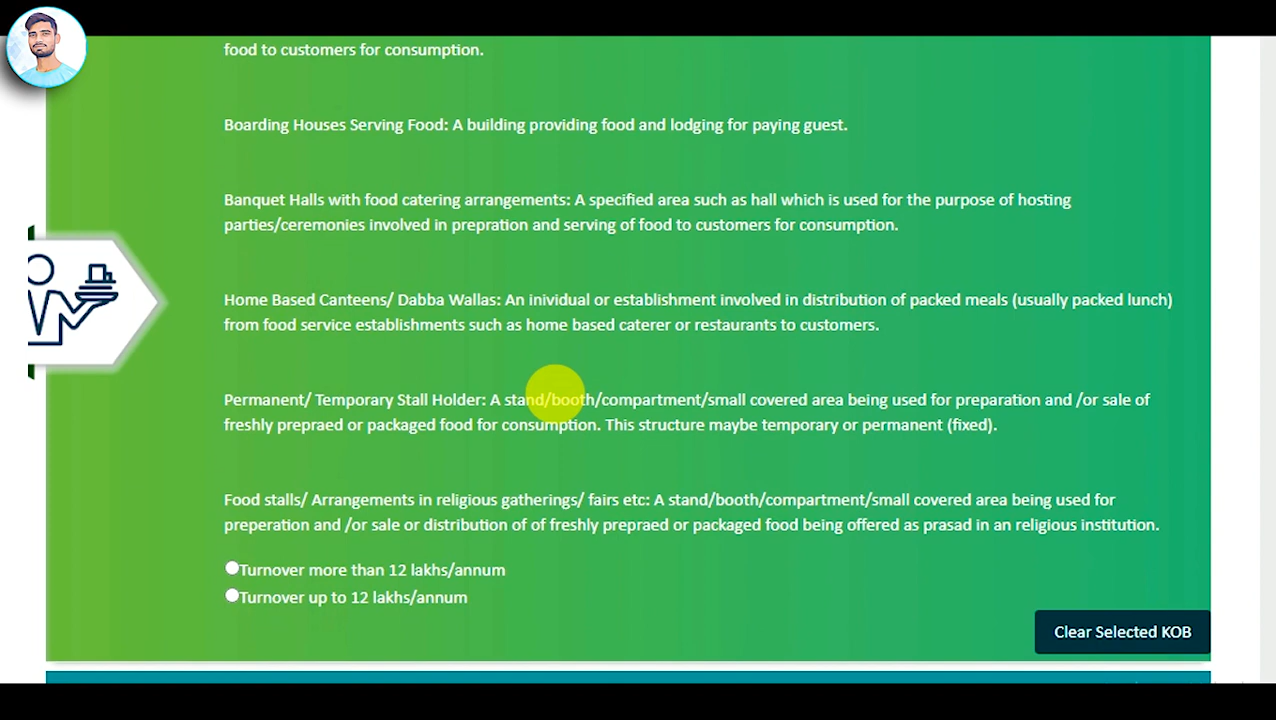 food to customers for consumption.
Boarding Houses Serving Food: A building providing food and lodging for paying guest.
Banquet Halls with food catering arrangements: A specified area such as hall which is used for the purpose of hosting
parties/ceremonies involved in prepration and serving of food to customers for consumption.
Home Based Canteens/ Dabba Wallas: An inividual or establishment involved in distribution of packed meals (usually packed lunch)
from food service establishments such as home based caterer or restaurants to customers.
Permanent/ Temporary Stall Holder: A stand/booth/compartment/small covered area being used for preparation and /or sale of
freshly prepraed or packaged food for consumption. This structure maybe temporary or permanent (fixed).
Food stalls/ Arrangements in religious gatherings/ fairs etc: A stand/booth/compartment/small covered area being used for
preperation and /or sale or distribution of of freshly prepraed or packaged food being offered as prasad in an religious institution.
Turnover more than 12 lakhs/annum
Turnover up to 12 lakhs/annum
Clear Selected KOB